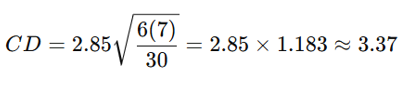 CD = 2.85√(6(7)/30) = 2.85 × 1.183 ≈ 3.37